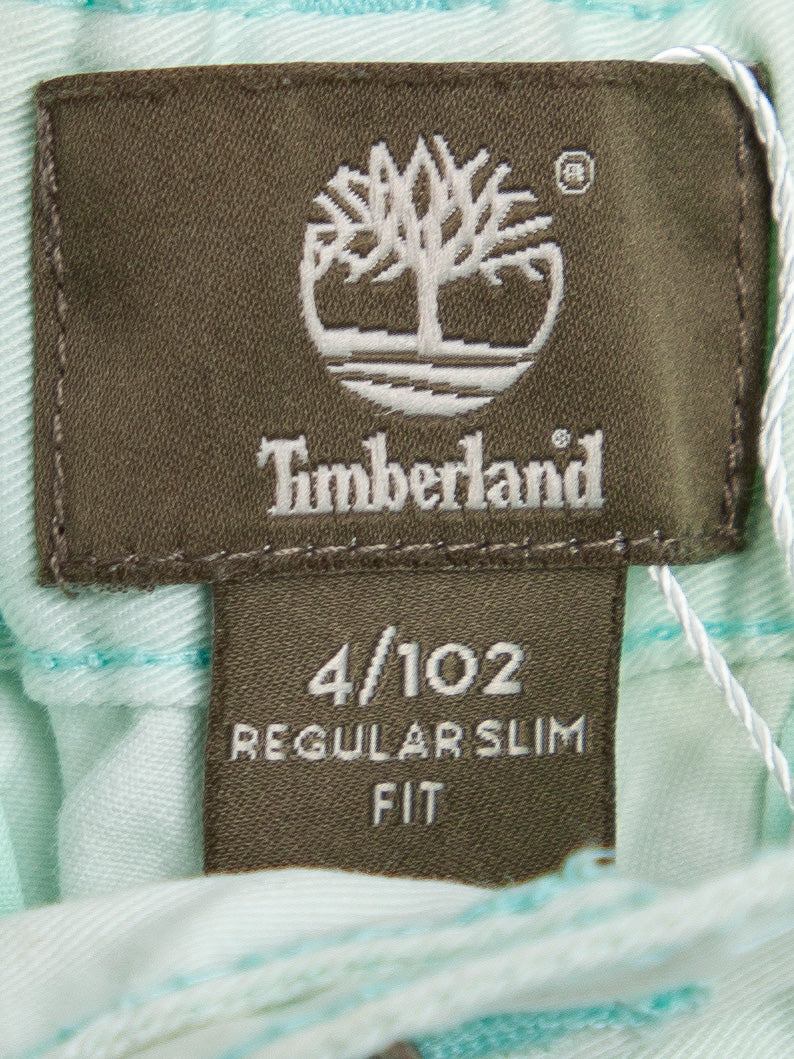 ®
Timberland®
4/102
REGULAR SLIM
FIT